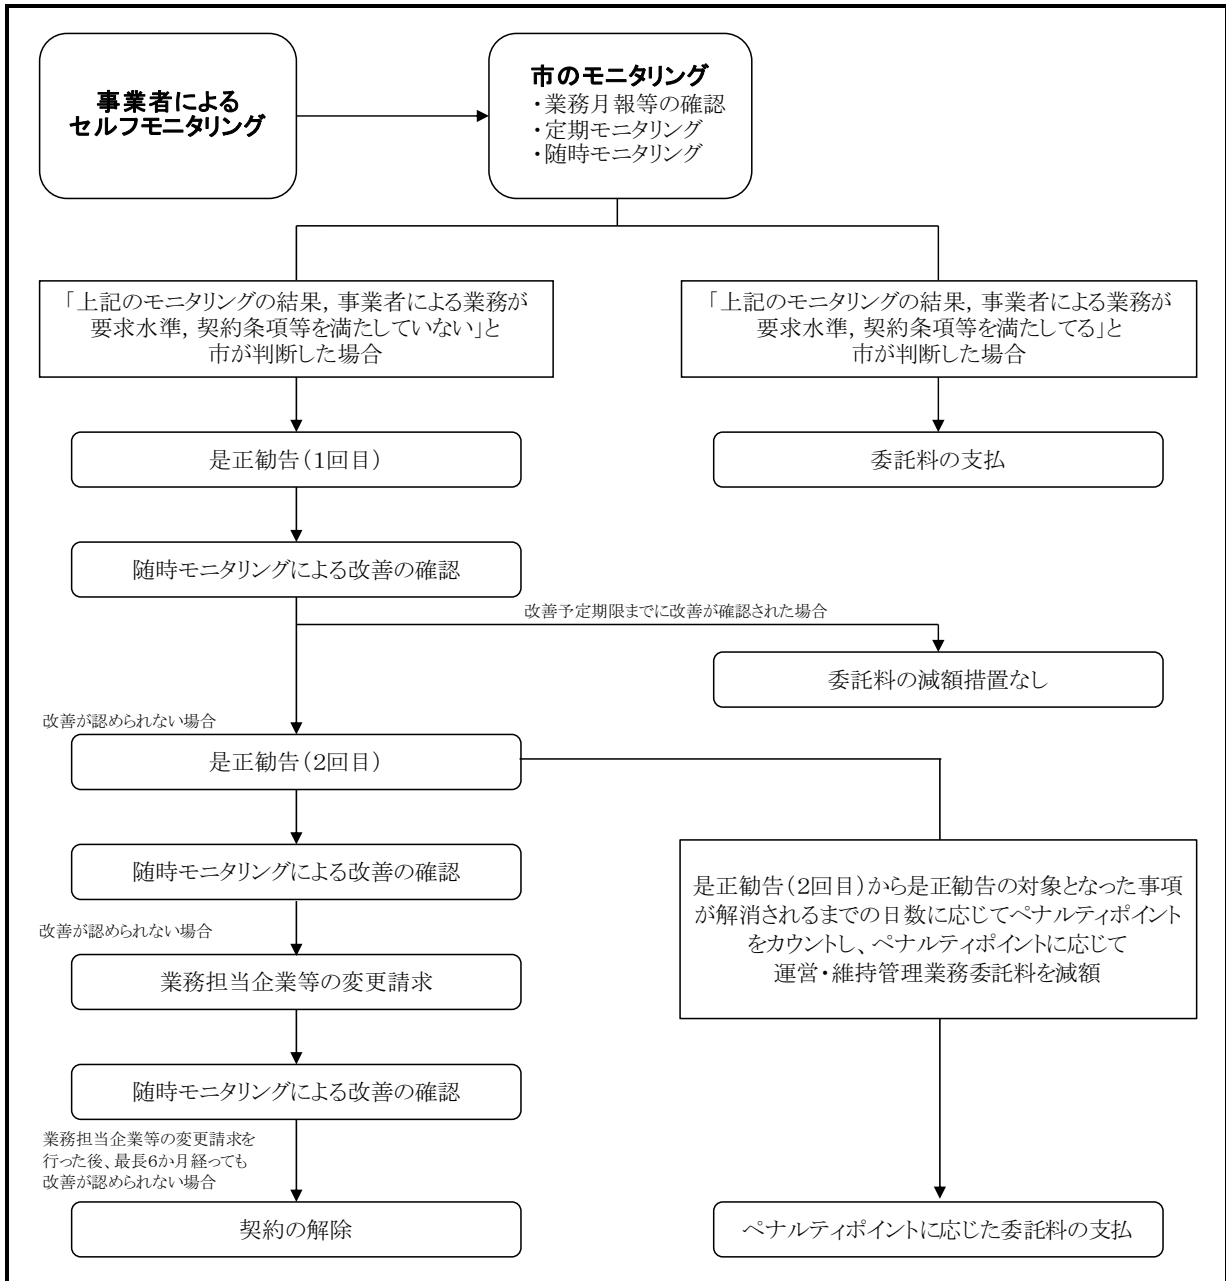 事業者による
セルフモニタリング
市のモニタリング
・業務月報等の確認
・定期モニタリング
・随時モニタリング
「上記のモニタリングの結果，事業者による業務が
要求水準，契約条項等を満たしていない」と
市が判断した場合
「上記のモニタリングの結果，事業者による業務が
要求水準，契約条項等を満たしてる」と
市が判断した場合
是正勧告（１回目）
委託料の支払
随時モニタリングによる改善の確認
改善予定期限までに改善が確認された場合
委託料の減額措置なし
改善が認められない場合
是正勧告（２回目）
随時モニタリングによる改善の確認
是正勧告（２回目）から是正勧告の対象となった事項
が解消されるまでの日数に応じてペナルティポイント
をカウントし、ペナルティポイントに応じて
運営・維持管理業務委託料を減額
改善が認められない場合
業務担当企業等の変更請求
随時モニタリングによる改善の確認
業務担当企業等の変更請求を
行った後、最長６か月経っても
改善が認められない場合
契約の解除
ペナルティポイントに応じた委託料の支払